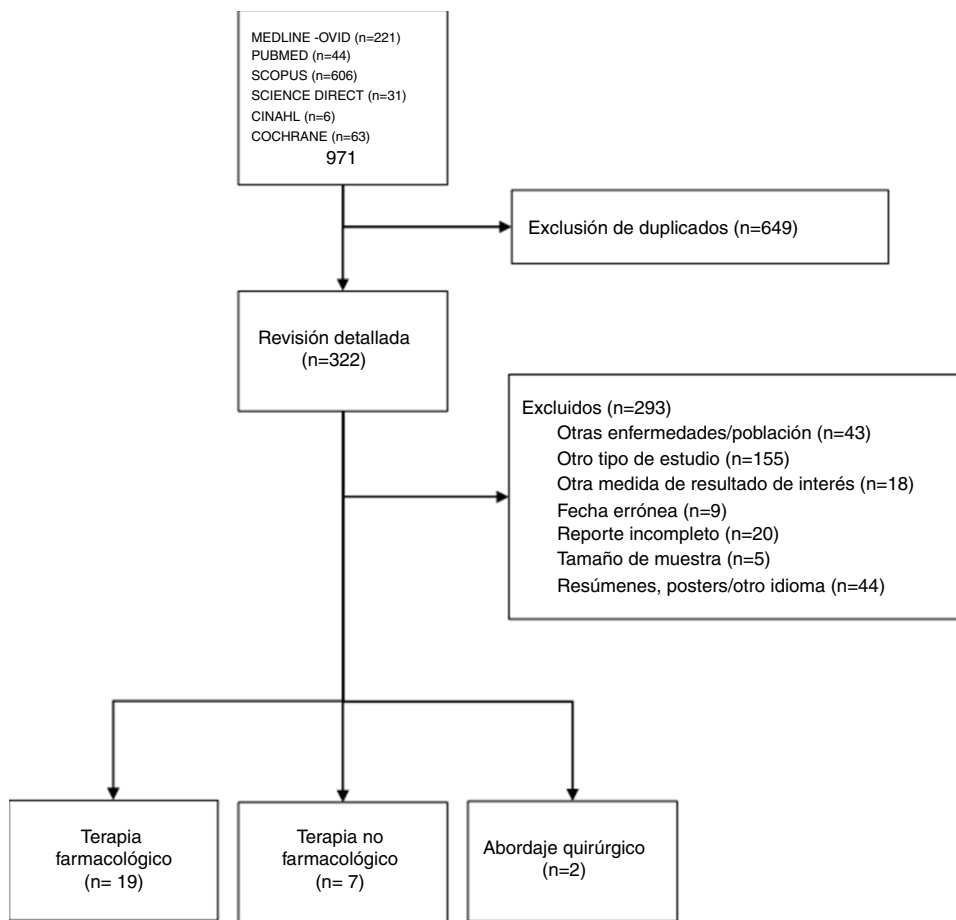 MEDLINE -OVID (n=221)
PUBMED (n=44)
SCOPUS (n=606)
SCIENCE DIRECT (n=31)
CINAHL (n=6)
COCHRANE (n=63)
971
Exclusión de duplicados (n=649)
Revisión detallada
(n=322)
Excluidos (n=293)
Otras enfermedades/población (n=43)
Otro tipo de estudio (n=155)
Otra medida de resultado de interés (n=18)
Fecha errónea (n=9)
Reporte incompleto (n=20)
Tamaño de muestra (n=5)
Resúmenes, posters/otro idioma (n=44)
Terapia
farmacológico
(n= 19)
Terapia no
farmacológico
(n= 7)
Abordaje quirúrgico
(n=2)